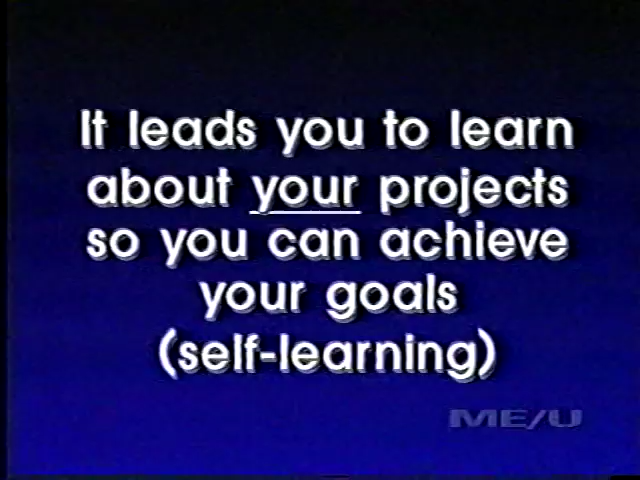 It leads you to learn
about your projects
so you can achieve
your goals
(self-learning)
ME/U